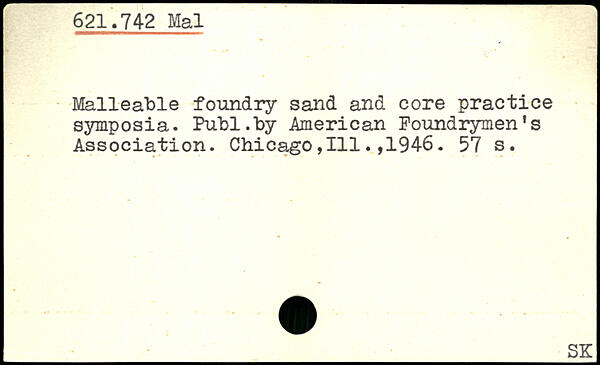 621.742 Mal
Malleable foundry sand and core practice
symposia. Publ.by American Foundrymen's
Association. Chicago,Ill.,1946. 57 s.
SK